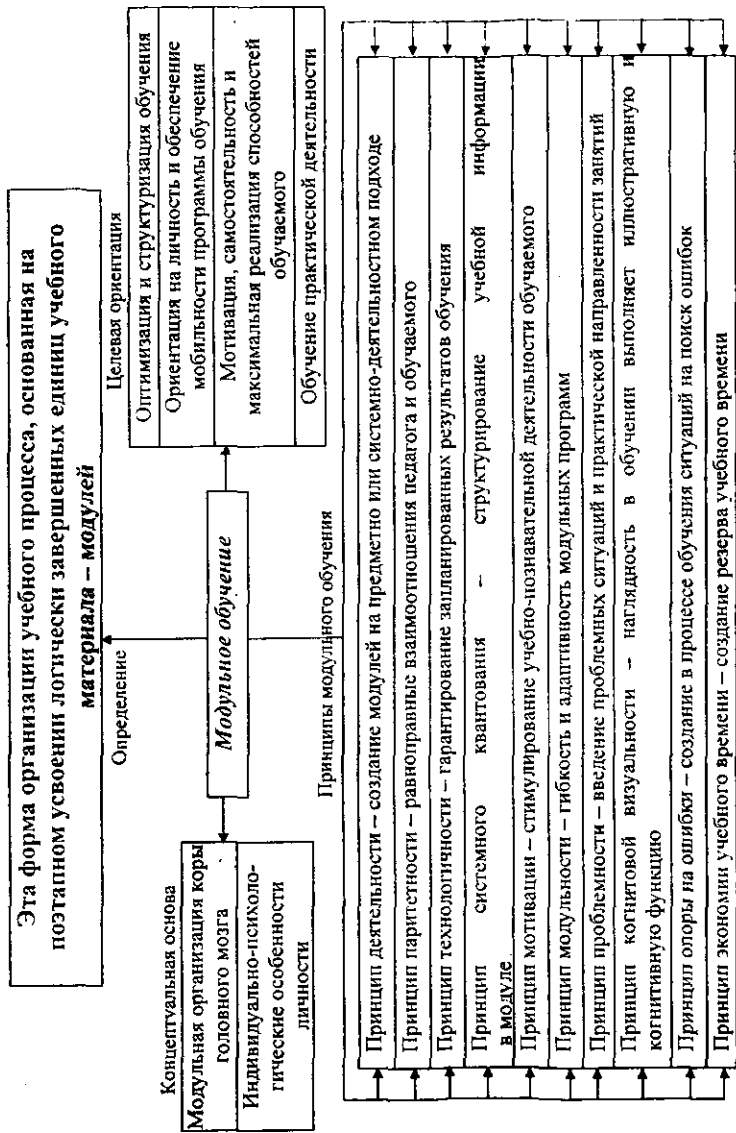 Эта форма организации учебного процесса, основанная на
поэтапном усвоении логически завершенных единиц учебного
материала – модулей
Определение
Концептуальная основа
Модульная организация коры
головного мозга
Индивидуально-психоло-
гические особенности
личности
Модульное обучение
Целевая ориентация
Оптимизация и структуризация обучения
Ориентация на личность и обеспечение
мобильности программы обучения
Мотивация, самостоятельность и
максимальная реализация способностей
обучаемого
Обучение практической деятельности
Принципы модульного обучения
Принцип деятельности – создание модулей на предметно или системно-деятельностном подходе
Принцип паритетности – равноправные взаимоотношения педагога и обучаемого
Принцип технологичности – гарантирование запланированных результатов обучения
Принцип системного квантования – структурирование учебной информации
в модуле
Принцип мотивации – стимулирование учебно-познавательной деятельности обучаемого
Принцип модульности – гибкость и адаптивность модульных программ
Принцип проблемности – введение проблемных ситуаций и практической направленности занятий
Принцип когнитовой визуальности – наглядность в обучении выполняет иллюстративную и
когнитивную функцию
Принцип опоры на ошибки – создание в процессе обучения ситуаций на поиск ошибок
Принцип экономии учебного времени – создание резерва учебного времени